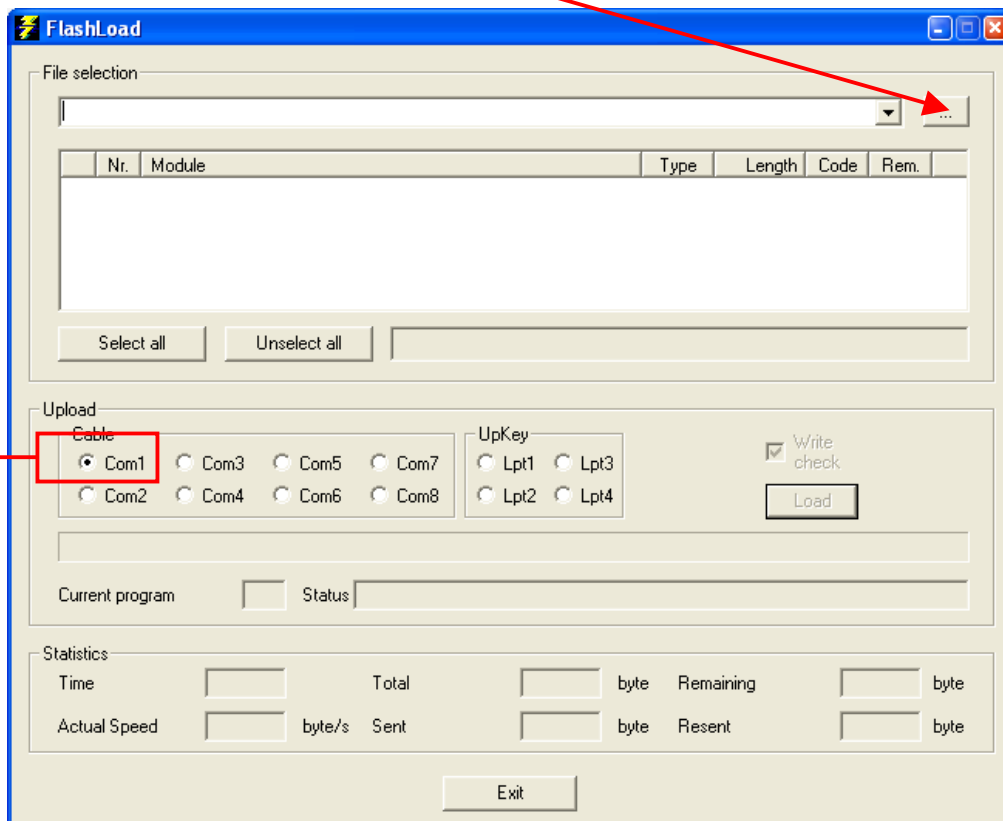 FlashLoad
File selection
...
Nr. Module Type Length Code Rem.
Select all Unselect all
Upload
Cable UpKey
Com1 Com3 Com5 Com7 Lpt1 Lpt3 Write check
Com2 Com4 Com6 Com8 Lpt2 Lpt4 Load
Current program Status
Statistics
Time Total byte Remaining byte
Actual Speed byte/s Sent byte Resent byte
Exit